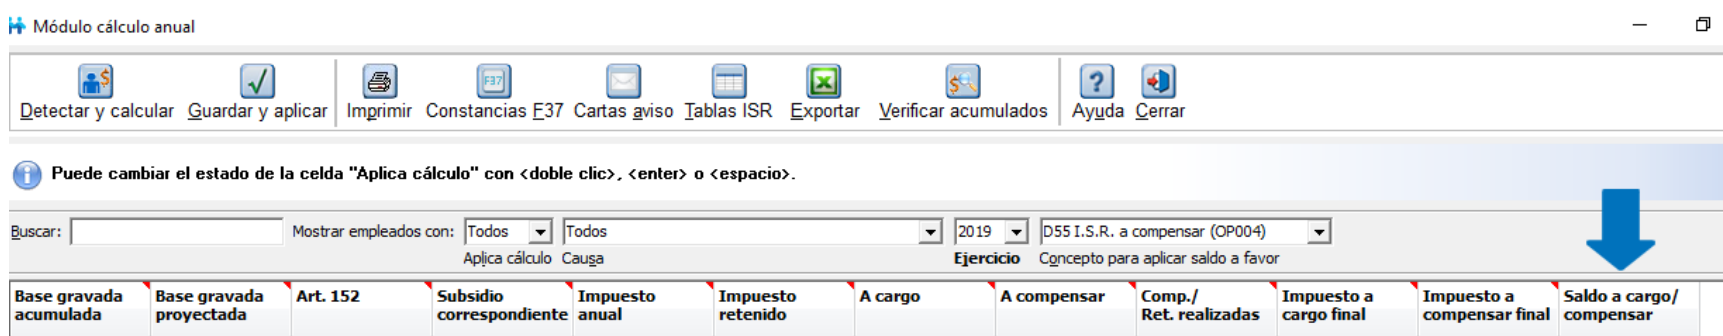 Módulo cálculo anual
F37
Detectar y calcular Guardar y aplicar Imprimir Constancias F37 Cartas aviso Tablas ISR Exportar Verificar acumulados Ayuda Cerrar
Puede cambiar el estado de la celda "Aplica cálculo" con <doble clic>, <enter> o <espacio>.
Buscar: Mostrar empleados con: Todos Todos 2019 D55 I.S.R. a compensar (OP004)
Aplica cálculo Causa Ejercicio Concepto para aplicar saldo a favor
Base gravada Base gravada Art. 152 Subsidio Impuesto Impuesto A cargo A compensar Comp./ Impuesto a Impuesto a Saldo a cargo/
acumulada proyectada correspondiente anual retenido Ret. realizadas cargo final compensar final compensar